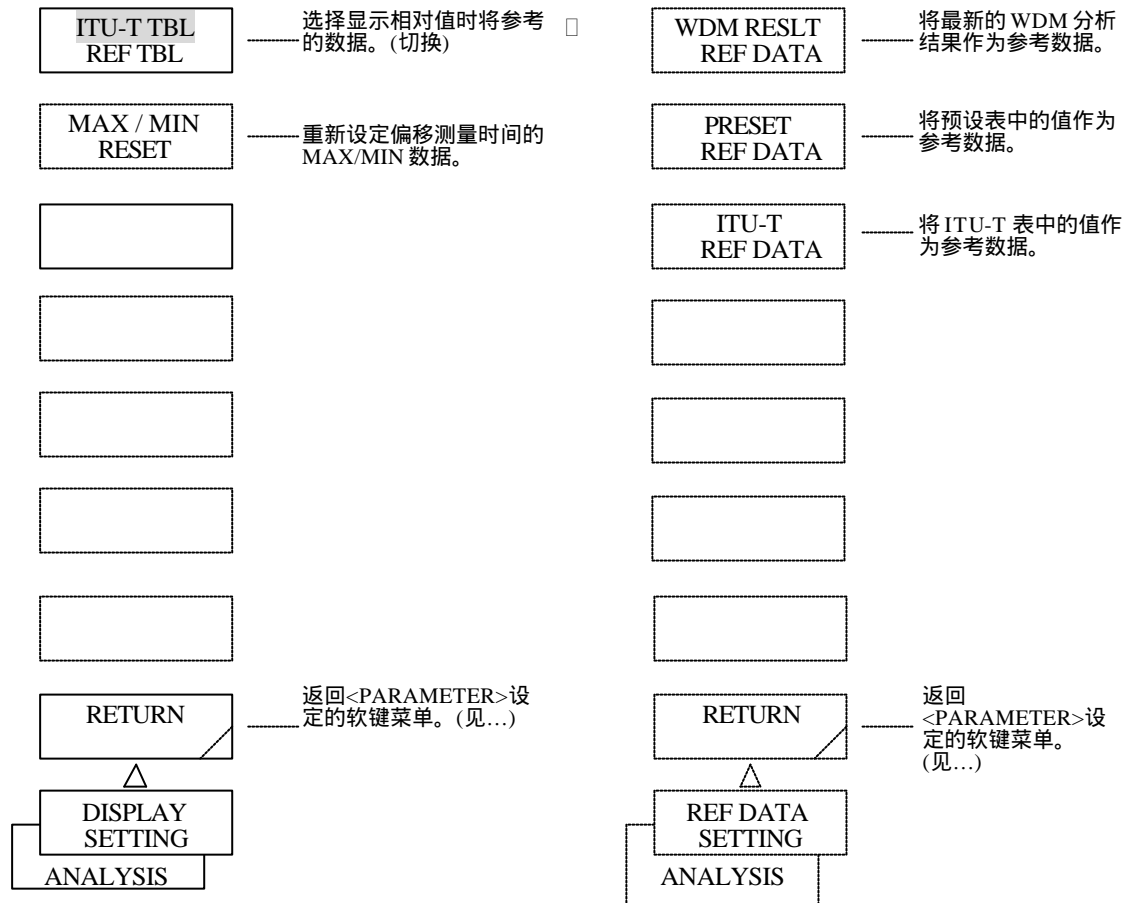 ITU-T TBL
REF TBL
选择显示相对值时将参考
的数据。(切换)
MAX / MIN
RESET
重新设定偏移测量时间的
MAX/MIN 数据。
RETURN
返回<PARAMETER>设
定的软键菜单。(见…)
DISPLAY
SETTING
ANALYSIS
WDM RESLT
REF DATA
将最新的 WDM 分析
结果作为参考数据。
PRESET
REF DATA
将预设表中的值作为
参考数据。
ITU-T
REF DATA
将 ITU-T 表中的值作
为参考数据。
RETURN
返回
<PARAMETER>设
定的软键菜单。
(见…)
REF DATA
SETTING
ANALYSIS